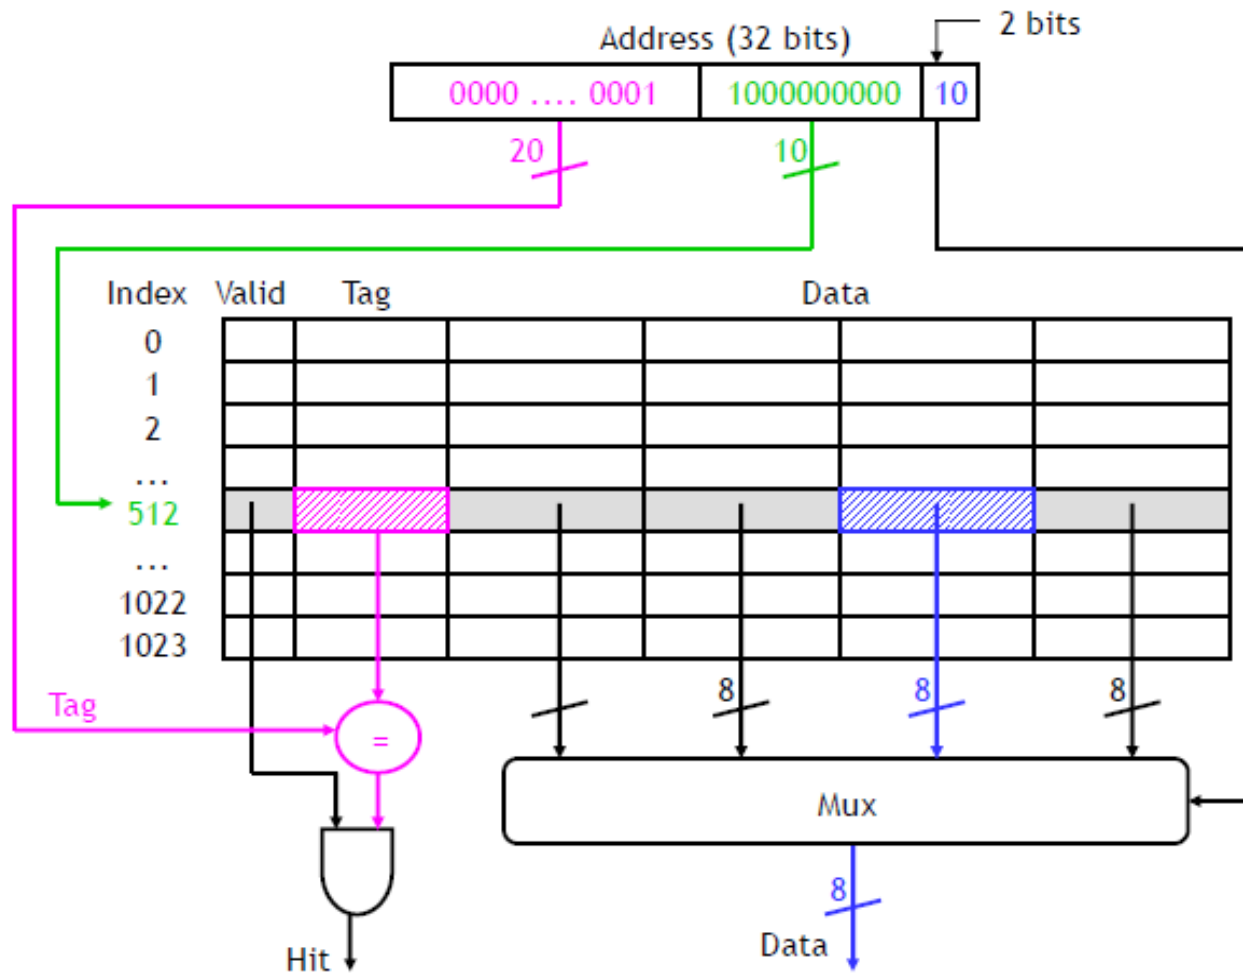 Address (32 bits)
2 bits
0000 .... 0001 1000000000 10
20 10
Index Valid Tag Data
0
1
2
...
512
...
1022
1023
Tag
8 8 8
=
Mux
8
Hit
Data